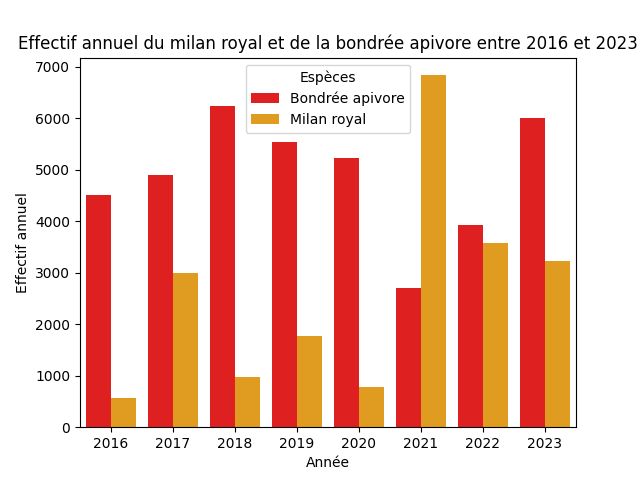 Effectif annuel du milan royal et de la bondrée apivore entre 2016 et 2023
Espèces
Bondrée apivore
Milan royal
Effectif annuel
7000
6000
5000
4000
3000
2000
1000
0
2016 2017 2018 2019 2020 2021 2022 2023
Année